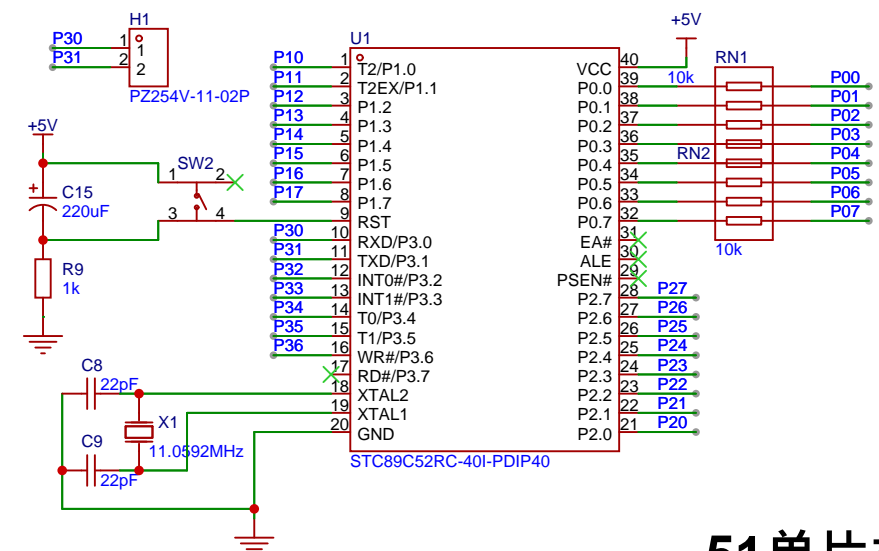 H1
P30
P31
1
2
1
2
PZ254V-11-02P
+5V
C15
220uF
R9
1k
SW2
1
2
3
4
C8
22pF
X1
11.0592MHz
C9
22pF
U1
P10 1 T2/P1.0
P11 2 T2EX/P1.1
P12 3 P1.2
P13 4 P1.3
P14 5 P1.4
P15 6 P1.5
P16 7 P1.6
P17 8 P1.7
9 RST
P30 10 RXD/P3.0
P31 11 TXD/P3.1
P32 12 INT0#/P3.2
P33 13 INT1#/P3.3
P34 14 T0/P3.4
P35 15 T1/P3.5
P36 16 WR#/P3.6
17 RD#/P3.7
18 XTAL2
19 XTAL1
20 GND
STC89C52RC-40I-PDIP40
+5V
VCC 40
P0.0 39
P0.1 38
P0.2 37
P0.3 36
P0.4 35
P0.5 34
P0.6 33
P0.7 32
EA# 31
ALE 30
PSEN# 29
P2.7 28 P27
P2.6 27 P26
P2.5 26 P25
P2.4 25 P24
P2.3 24 P23
P2.2 23 P22
P2.1 22 P21
P2.0 21 P20
RN1
10k
RN2
10k
P00
P01
P02
P03
P04
P05
P06
P07
51单片